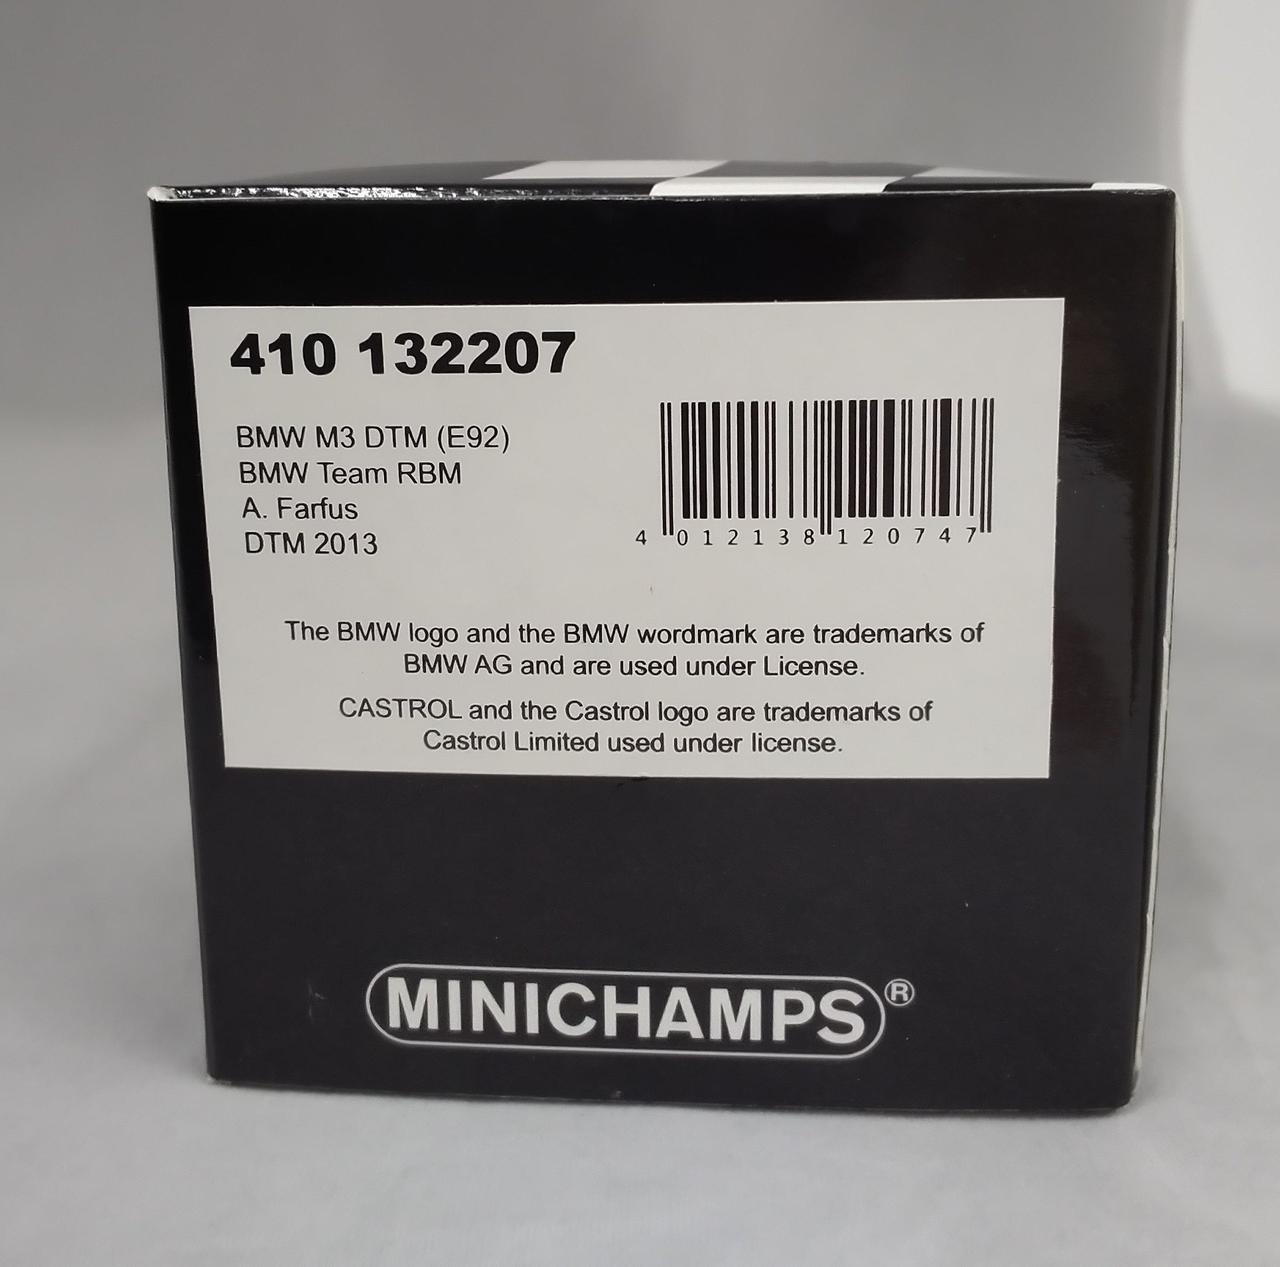 410 132207
BMW M3 DTM (E92)
BMW Team RBM
A. Farfus
DTM 2013
4 012138 120747
The BMW logo and the BMW wordmark are trademarks of
BMW AG and are used under License.
CASTROL and the Castrol logo are trademarks of
Castrol Limited used under license.
MINICHAMPS®